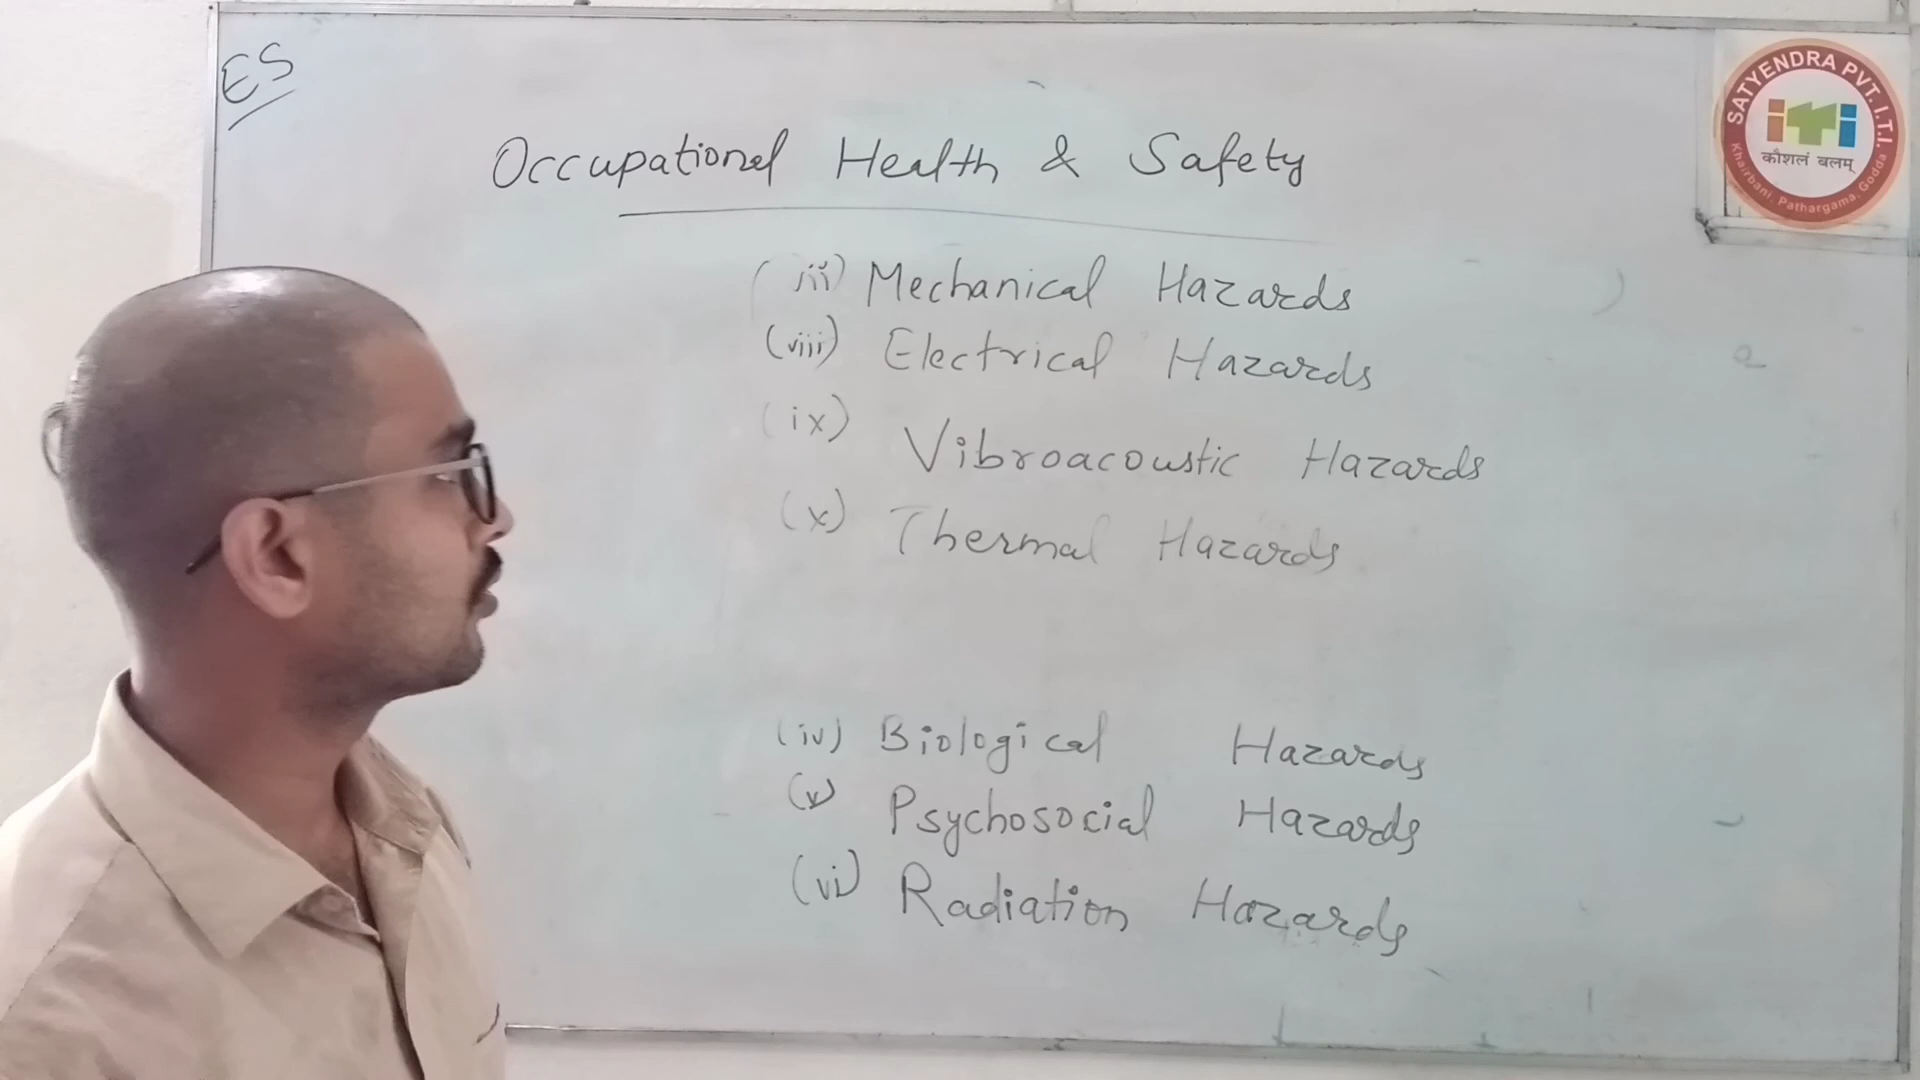 ES
SATYENDRA PVT. I.T.I.
iTi
कौशलं बलम्
Khairbani, Pathargama, Godda
Occupational Health & Safety
Mechanical Hazards
(viii) Electrical Hazards
(ix) Vibroacoustic Hazards
(x) Thermal Hazards
(iv) Biological Hazards
(v) Psychosocial Hazards
(vi) Radiation Hazards